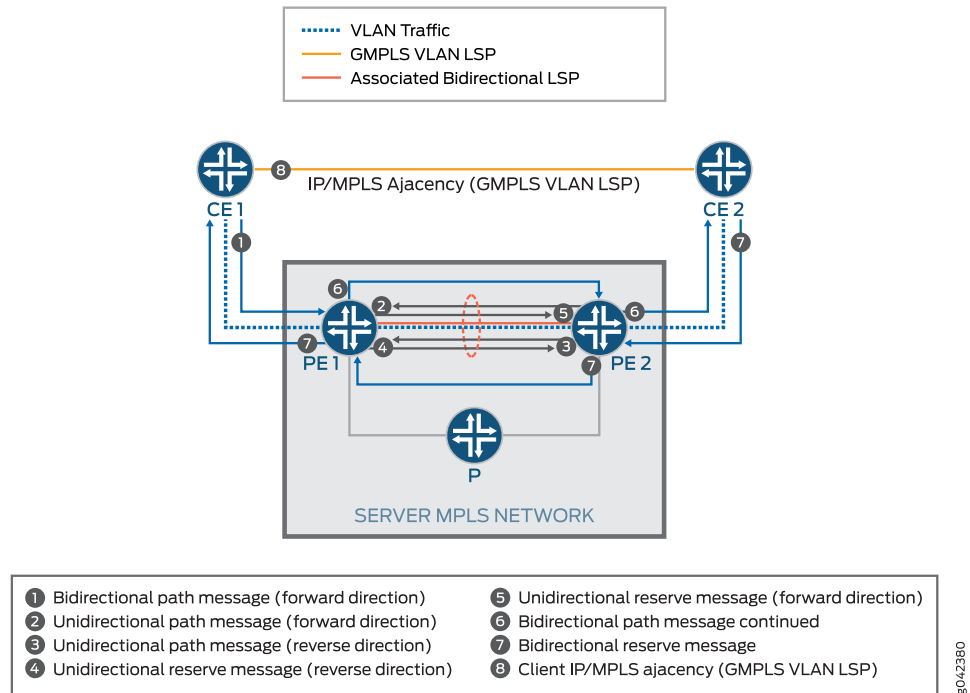 VLAN Traffic
GMPLS VLAN LSP
Associated Bidirectional LSP
8
IP/MPLS Ajacency (GMPLS VLAN LSP)
CE 1
CE 2
1
7
6
2
5
6
7
4
3
PE 1
7
PE 2
P
SERVER MPLS NETWORK
1 Bidirectional path message (forward direction)
2 Unidirectional path message (forward direction)
3 Unidirectional path message (reverse direction)
4 Unidirectional reserve message (reverse direction)
5 Unidirectional reserve message (forward direction)
6 Bidirectional path message continued
7 Bidirectional reserve message
8 Client IP/MPLS ajacency (GMPLS VLAN LSP)
g042380